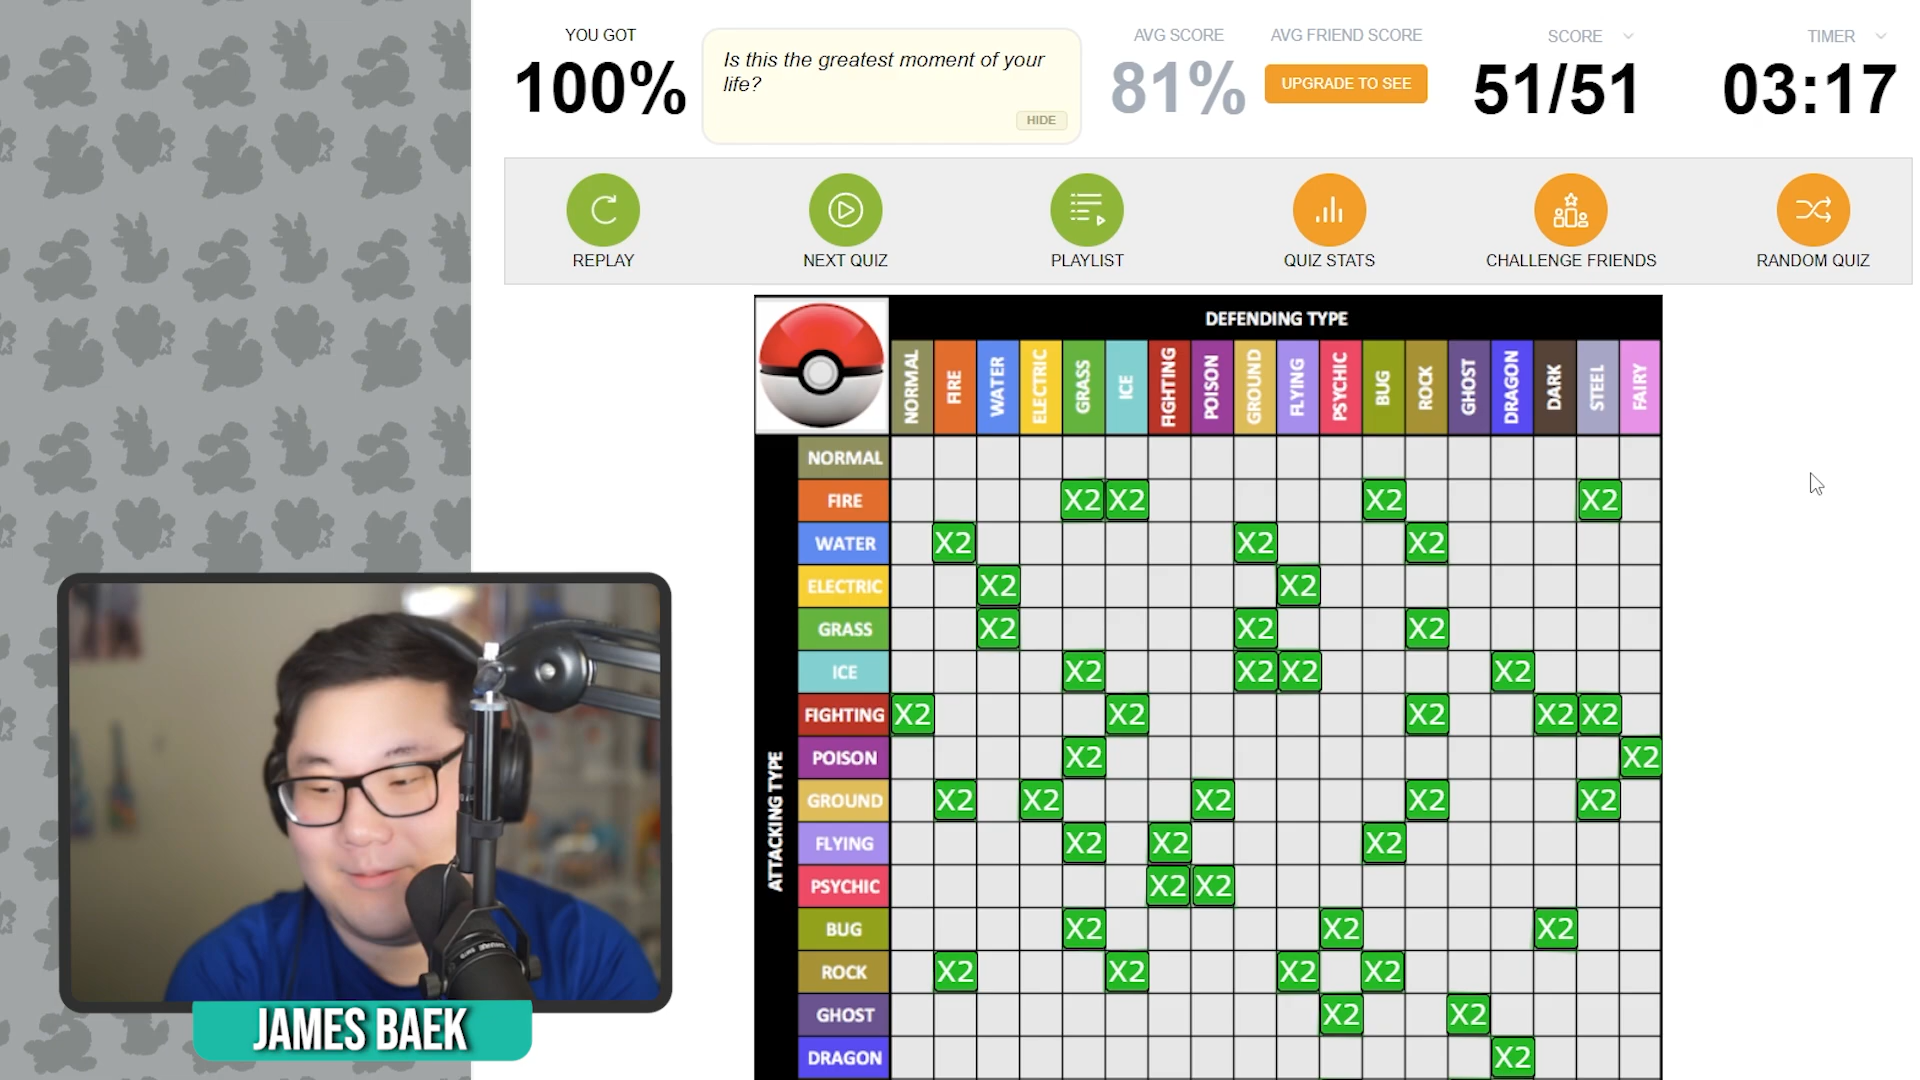 YOU GOT
100%
Is this the greatest moment of your
life?
HIDE
AVG SCORE
81%
AVG FRIEND SCORE
UPGRADE TO SEE
SCORE
51/51
TIMER
03:17
REPLAY
NEXT QUIZ
PLAYLIST
QUIZ STATS
CHALLENGE FRIENDS
RANDOM QUIZ
DEFENDING TYPE
NORMAL
FIRE
WATER
ELECTRIC
GRASS
ICE
FIGHTING
POISON
GROUND
FLYING
PSYCHIC
BUG
ROCK
GHOST
DRAGON
DARK
STEEL
FAIRY
ATTACKING TYPE
NORMAL
FIRE X2 X2 X2 X2
WATER X2 X2 X2
ELECTRIC X2 X2
GRASS X2 X2 X2
ICE X2 X2 X2 X2
FIGHTING X2 X2 X2 X2 X2
POISON X2 X2
GROUND X2 X2 X2 X2 X2
FLYING X2 X2 X2
PSYCHIC X2 X2
BUG X2 X2 X2
ROCK X2 X2 X2 X2
GHOST X2 X2
DRAGON X2
JAMES BAEK